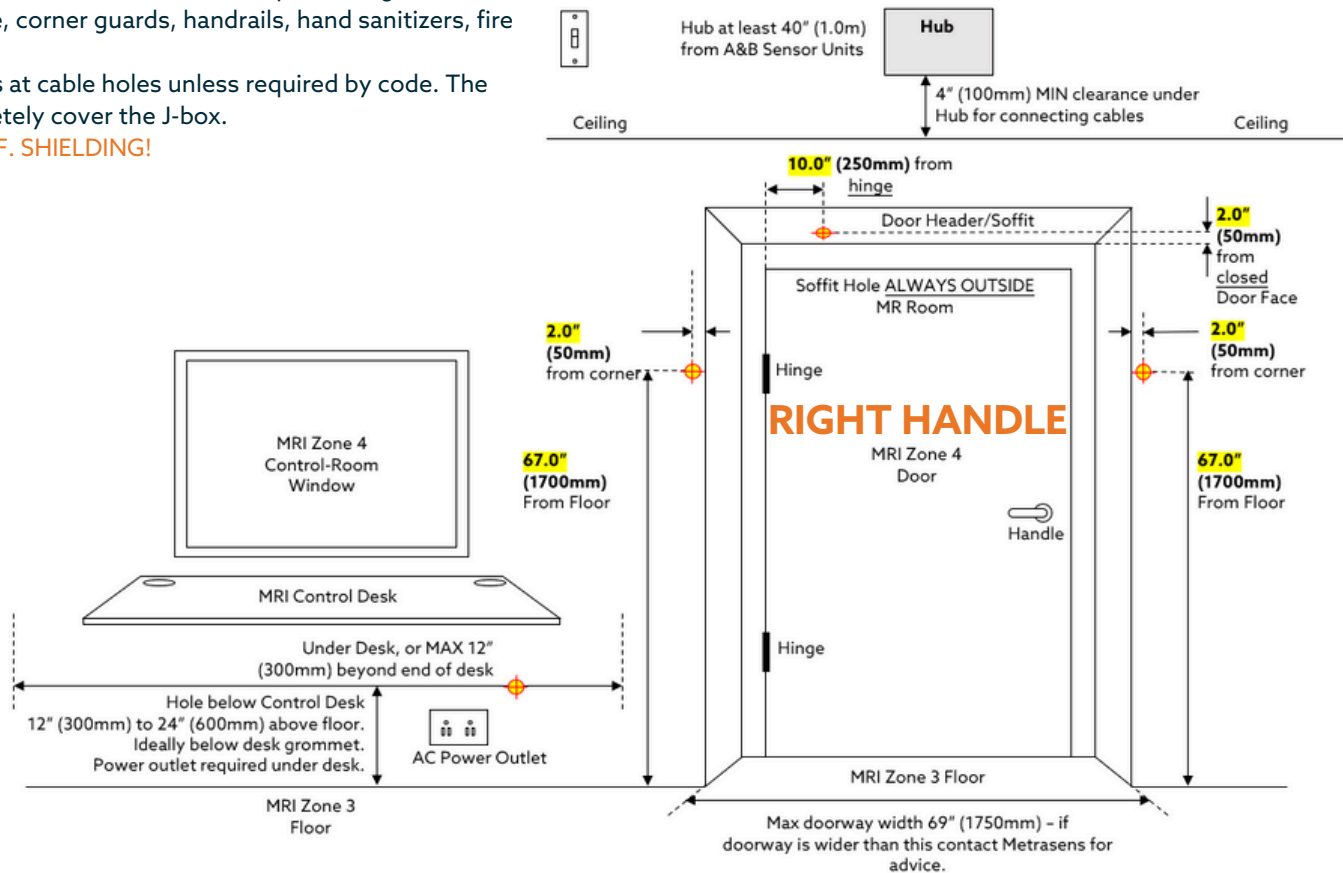 e, corner guards, handrails, hand sanitizers, fire
s at cable holes unless required by code. The
etely cover the J-box.
F. SHIELDING!
Hub at least 40" (1.0m)
from A&B Sensor Units
Hub
4" (100mm) MIN clearance under
Hub for connecting cables
Ceiling
Ceiling
10.0" (250mm) from
hinge
Door Header/Soffit
2.0"
(50mm)
from
closed
Door Face
Soffit Hole ALWAYS OUTSIDE
MR Room
2.0"
(50mm)
from corner
2.0"
(50mm)
from corner
Hinge
RIGHT HANDLE
MRI Zone 4
Door
MRI Zone 4
Control-Room
Window
67.0"
(1700mm)
From Floor
67.0"
(1700mm)
From Floor
Handle
MRI Control Desk
Under Desk, or MAX 12"
(300mm) beyond end of desk
Hinge
Hole below Control Desk
12" (300mm) to 24" (600mm) above floor.
Ideally below desk grommet.
Power outlet required under desk.
AC Power Outlet
MRI Zone 3 Floor
MRI Zone 3
Floor
Max doorway width 69" (1750mm) – if
doorway is wider than this contact Metrasens for
advice.